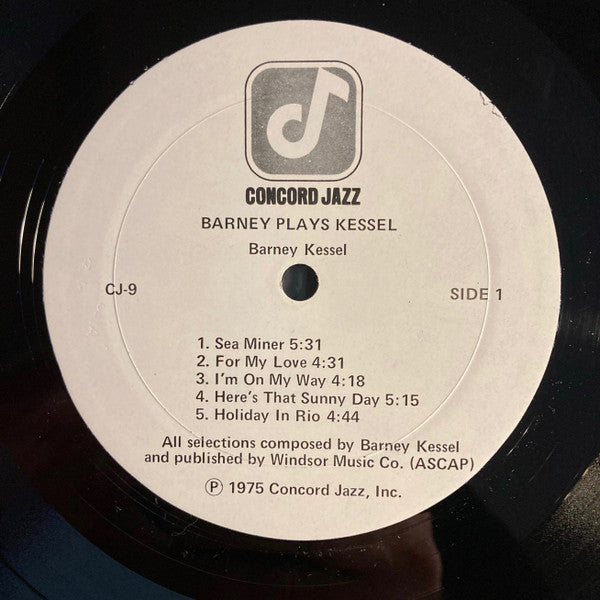 CONCORD JAZZ
BARNEY PLAYS KESSEL
Barney Kessel
CJ-9
SIDE 1
1. Sea Miner 5:31
2. For My Love 4:31
3. I'm On My Way 4:18
4. Here's That Sunny Day 5:15
5. Holiday In Rio 4:44
All selections composed by Barney Kessel
and published by Windsor Music Co. (ASCAP)
℗ 1975 Concord Jazz, Inc.